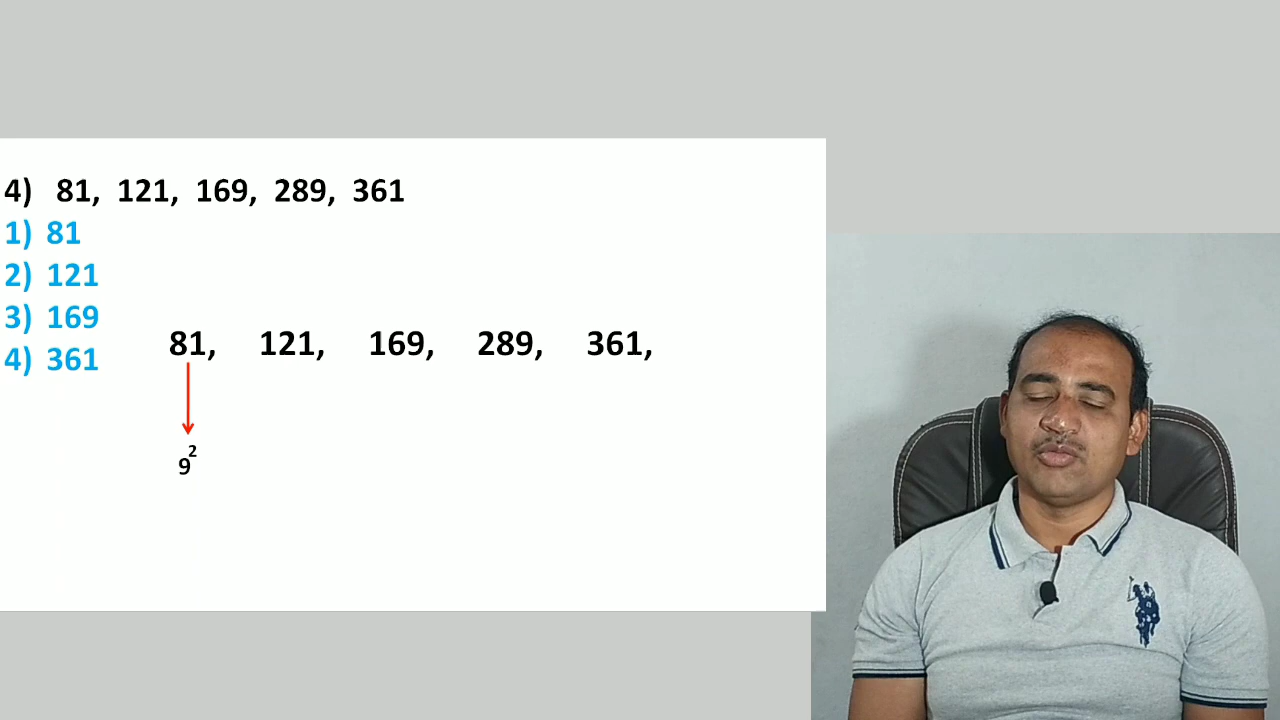 4) 81, 121, 169, 289, 361
1) 81
2) 121
3) 169
4) 361
81, 121, 169, 289, 361,
9²